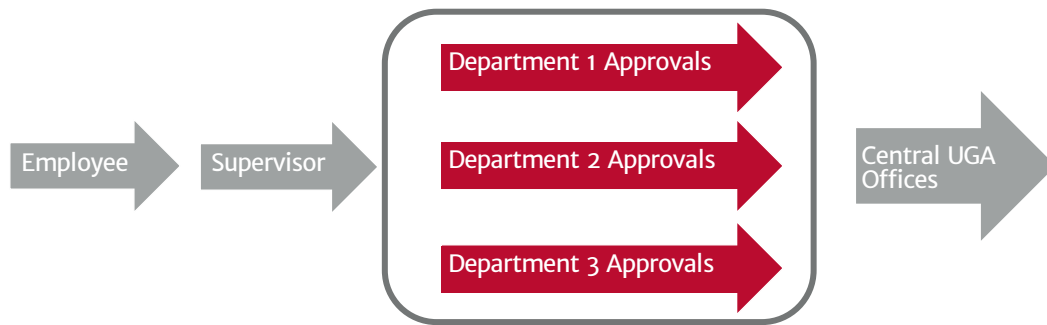 Employee
Supervisor
Department 1 Approvals
Department 2 Approvals
Department 3 Approvals
Central UGA
Offices